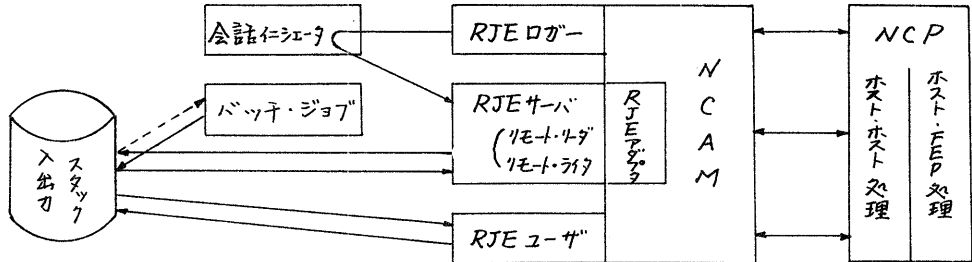 会話イニシエータ
RJEロガー
バッチ・ジョブ
RJEサーバ
リモート・リーダ
リモート・ライタ
RJEアダプタ
RJEユーザ
NCAM
NCP
ホスト・ホスト処理
ホスト・FEP処理
入出力
スタック